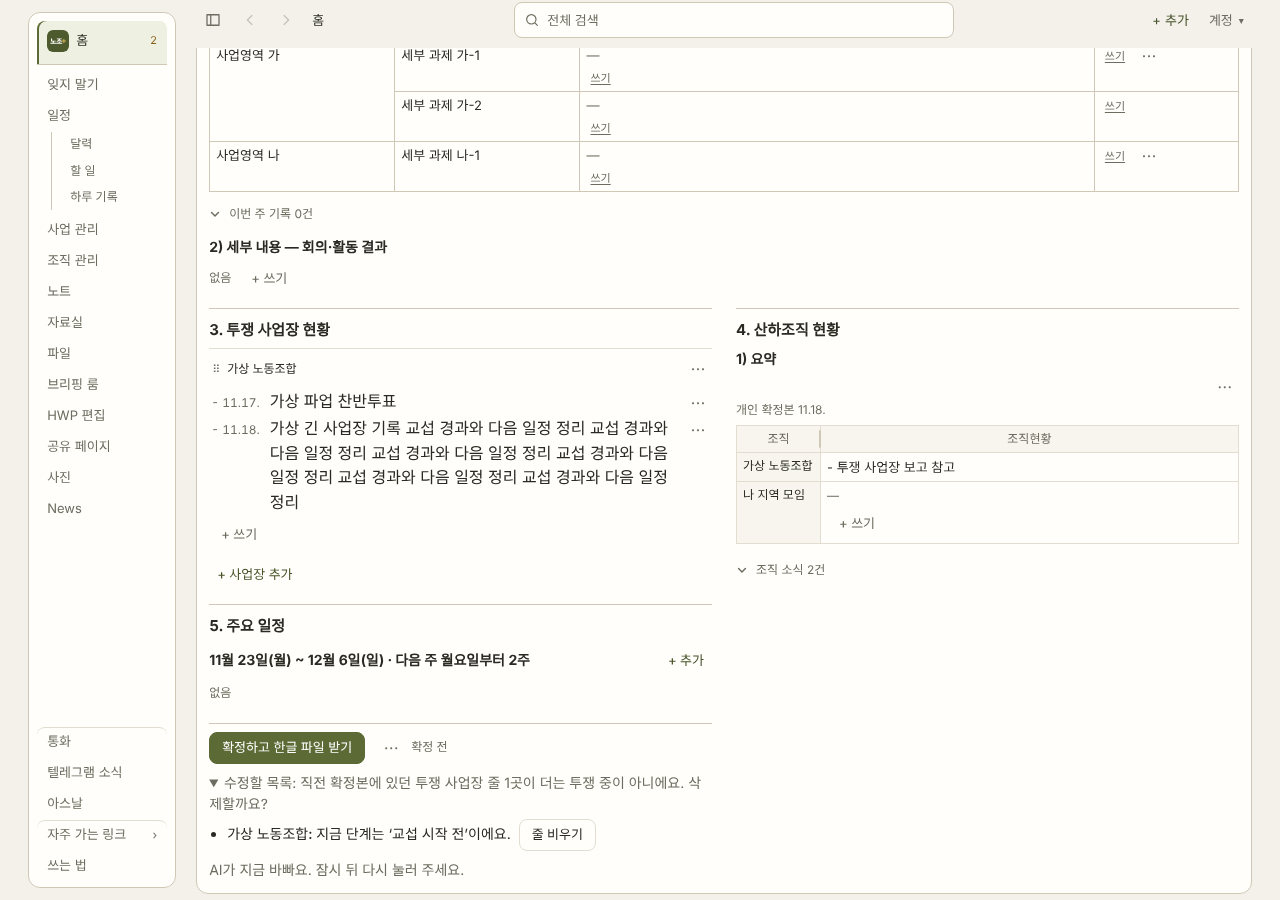 노조+ 홈 2
잊지 말기
일정
달력
할 일
하루 기록
사업 관리
조직 관리
노트
자료실
파일
브리핑 룸
HWP 편집
공유 페이지
사진
News
통화
텔레그램 소식
아스날
자주 가는 링크 ›
쓰는 법
홈
전체 검색
+ 추가
계정 ▾
사업영역 가 세부 과제 가-1 — 쓰기 ⋯
쓰기
세부 과제 가-2 — 쓰기
쓰기
사업영역 나 세부 과제 나-1 — 쓰기 ⋯
쓰기
이번 주 기록 0건
2) 세부 내용 — 회의·활동 결과
없음 + 쓰기
3. 투쟁 사업장 현황
⠿ 가상 노동조합 ⋯
- 11.17. 가상 파업 찬반투표 ⋯
- 11.18. 가상 긴 사업장 기록 교섭 경과와 다음 일정 정리 교섭 경과와 ⋯
다음 일정 정리 교섭 경과와 다음 일정 정리 교섭 경과와 다음
일정 정리 교섭 경과와 다음 일정 정리 교섭 경과와 다음 일정
정리
+ 쓰기
+ 사업장 추가
4. 산하조직 현황
1) 요약
⋯
개인 확정본 11.18.
조직 조직현황
가상 노동조합 - 투쟁 사업장 보고 참고
나 지역 모임 —
+ 쓰기
조직 소식 2건
5. 주요 일정
11월 23일(월) ~ 12월 6일(일) · 다음 주 월요일부터 2주 + 추가
없음
확정하고 한글 파일 받기 ⋯ 확정 전
▼ 수정할 목록: 직전 확정본에 있던 투쟁 사업장 줄 1곳이 더는 투쟁 중이 아니에요. 삭
제할까요?
• 가상 노동조합: 지금 단계는 ‘교섭 시작 전’이에요. 줄 비우기
AI가 지금 바빠요. 잠시 뒤 다시 눌러 주세요.